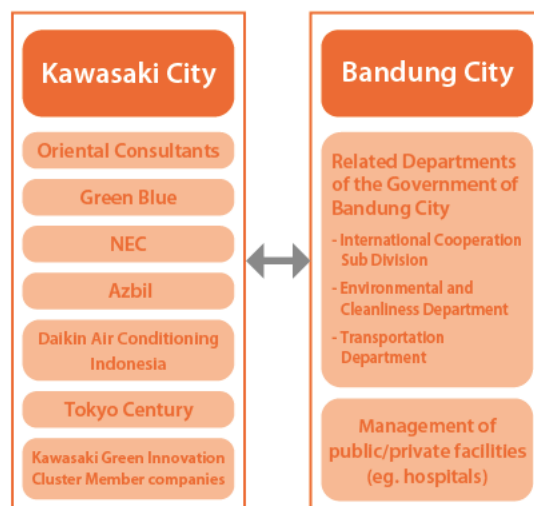 Kawasaki City
Oriental Consultants
Green Blue
NEC
Azbil
Daikin Air Conditioning
Indonesia
Tokyo Century
Kawasaki Green Innovation
Cluster Member companies
Bandung City
Related Departments
of the Government of
Bandung City
- International Cooperation
Sub Division
- Environmental and
Cleanliness Department
- Transportation
Department
Management of
public/private facilities
(eg. hospitals)